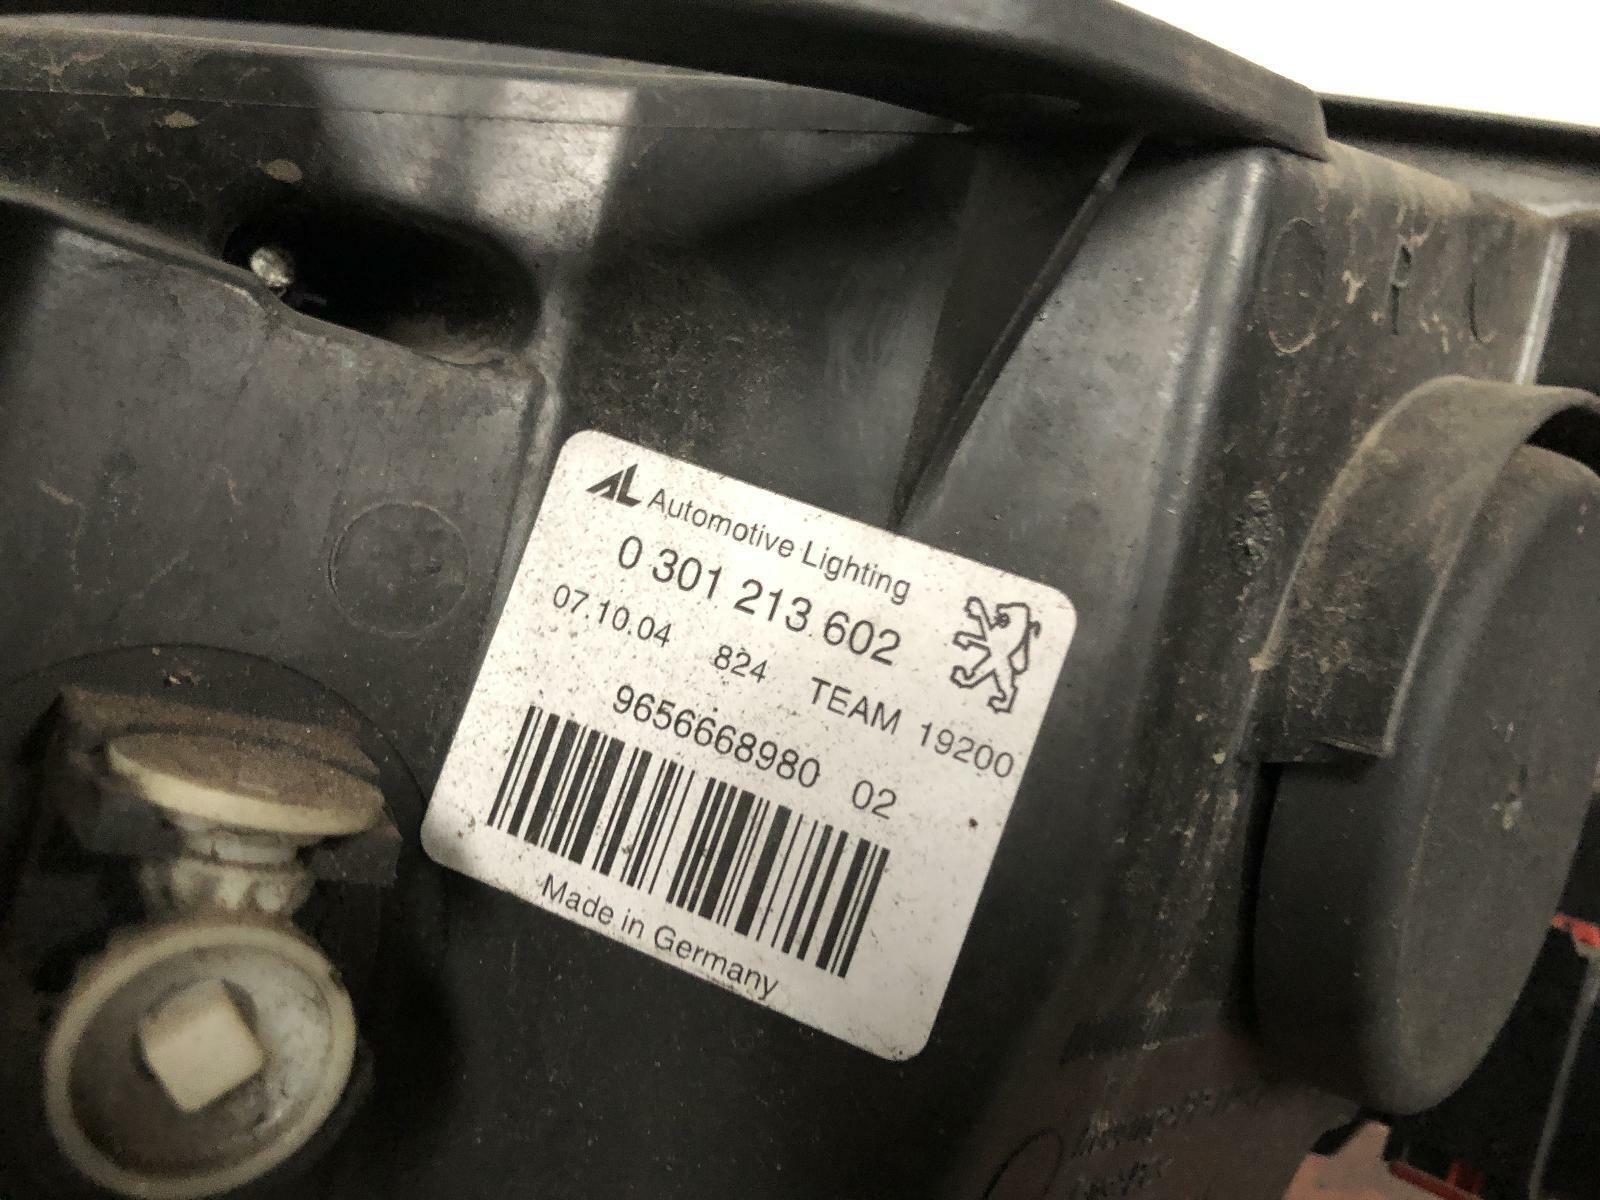 AL Automotive Lighting
0 301 213 602
07.10.04 824 TEAM 19200
9656668980 02
Made in Germany